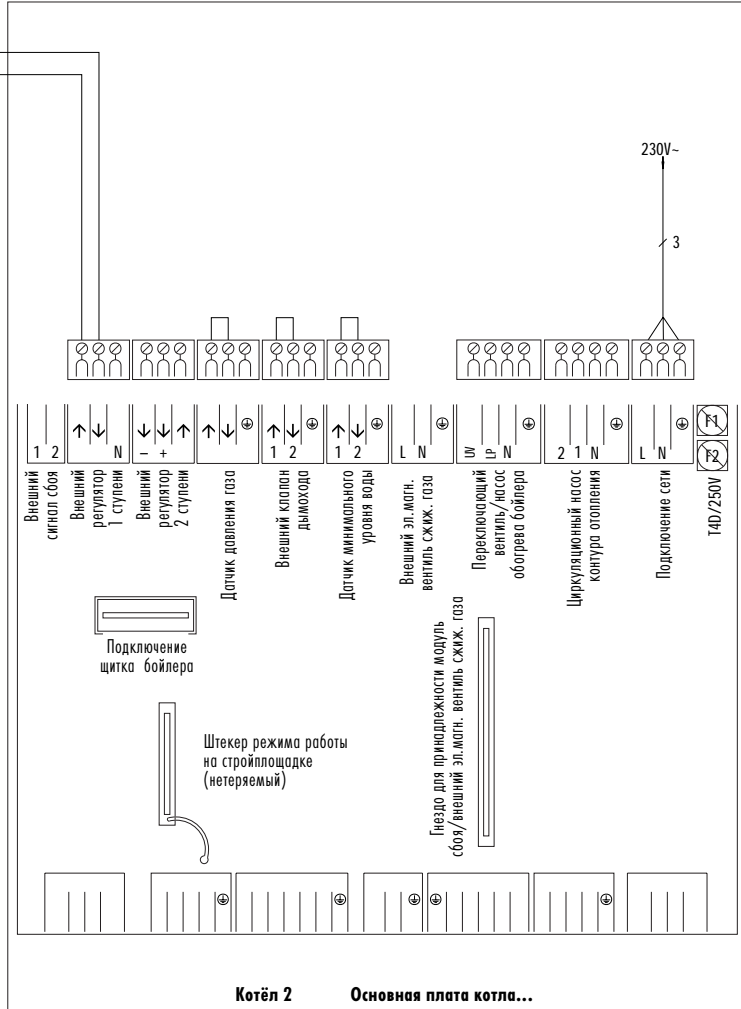 230V~
3
1 2
N
– +
1 2
1 2
L N
UV LP N
2 1 N
L N
F1
F2
Внешний
сигнал сбоя
Внешний
регулятор
1 ступени
Внешний
регулятор
2 ступени
Датчик давления газа
Внешний клапан
дымохода
Датчик минимального
уровня воды
Внешний эл.магн.
вентиль сжиж. газа
Переключающий
вентиль/насос
обогрева бойлера
Циркуляционный насос
контура отопления
Подключение сети
T4D/250V
Подключение
щитка бойлера
Штекер режима работы
на стройплощадке
(нетеряемый)
Гнездо для принадлежности модуль
сбоя/внешний эл.магн. вентиль сжиж. газа
Котёл 2 Основная плата котла...